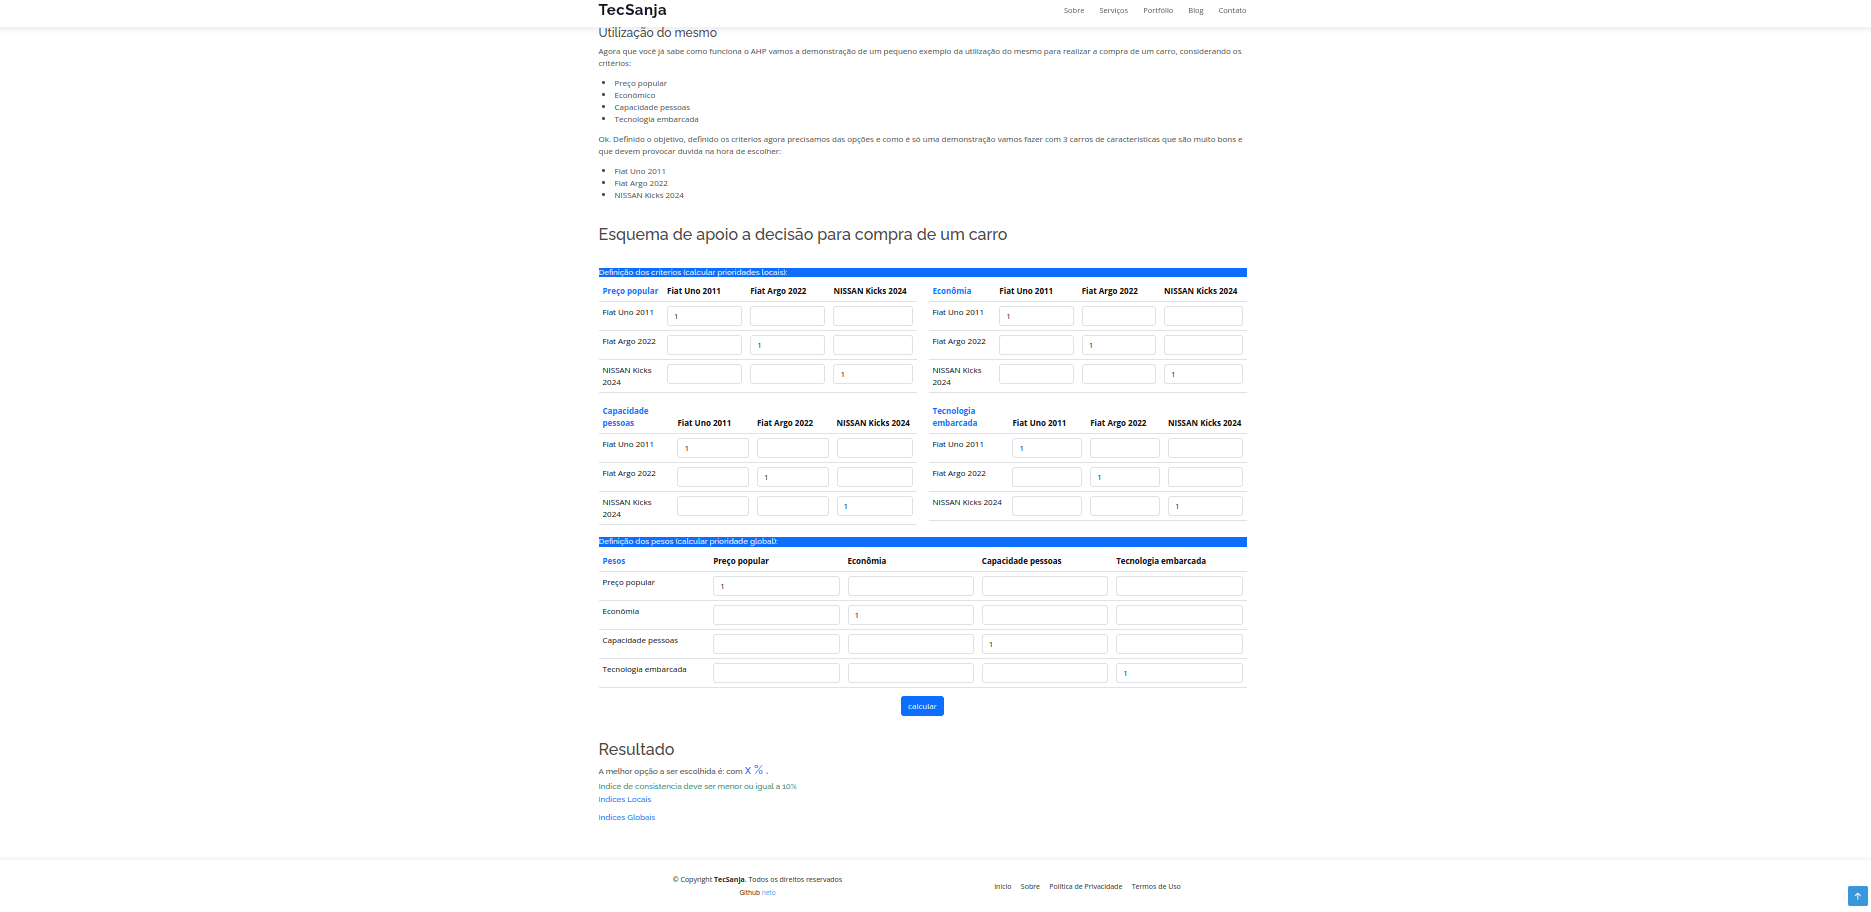 TecSanja
Sobre Serviços Portfólio Blog Contato
Utilização do mesmo
Agora que você já sabe como funciona o AHP vamos a demonstração de um pequeno exemplo da utilização do mesmo para realizar a compra de um carro, considerando os
critérios:
Preço popular
Econômico
Capacidade pessoas
Tecnologia embarcada
Ok. Definido o objetivo, definido os criterios agora precisamos das opções e como é só uma demonstração vamos fazer com 3 carros de caracteristicas que são muito bons e
que devem provocar duvida na hora de escolher:
Fiat Uno 2011
Fiat Argo 2022
NISSAN Kicks 2024
Esquema de apoio a decisão para compra de um carro
Definição dos criterios (calcular prioridades locais):
Preço popular Fiat Uno 2011 Fiat Argo 2022 NISSAN Kicks 2024
Fiat Uno 2011 1
Fiat Argo 2022 1
NISSAN Kicks
2024
1
Econômia Fiat Uno 2011 Fiat Argo 2022 NISSAN Kicks 2024
Fiat Uno 2011 1
Fiat Argo 2022 1
NISSAN Kicks
2024
1
Capacidade
pessoas
Fiat Uno 2011 Fiat Argo 2022 NISSAN Kicks 2024
Fiat Uno 2011 1
Fiat Argo 2022 1
NISSAN Kicks
2024
1
Tecnologia
embarcada
Fiat Uno 2011 Fiat Argo 2022 NISSAN Kicks 2024
Fiat Uno 2011 1
Fiat Argo 2022 1
NISSAN Kicks 2024 1
Definição dos pesos (calcular prioridade global):
Pesos Preço popular Econômia Capacidade pessoas Tecnologia embarcada
Preço popular 1
Econômia 1
Capacidade pessoas 1
Tecnologia embarcada 1
calcular
Resultado
A melhor opção a ser escolhida é: com X % .
Indice de consistencia deve ser menor ou igual a 10%
Indices Locais
Indices Globais
© Copyright TecSanja. Todos os direitos reservados
Github neto
Início Sobre Política de Privacidade Termos de Uso